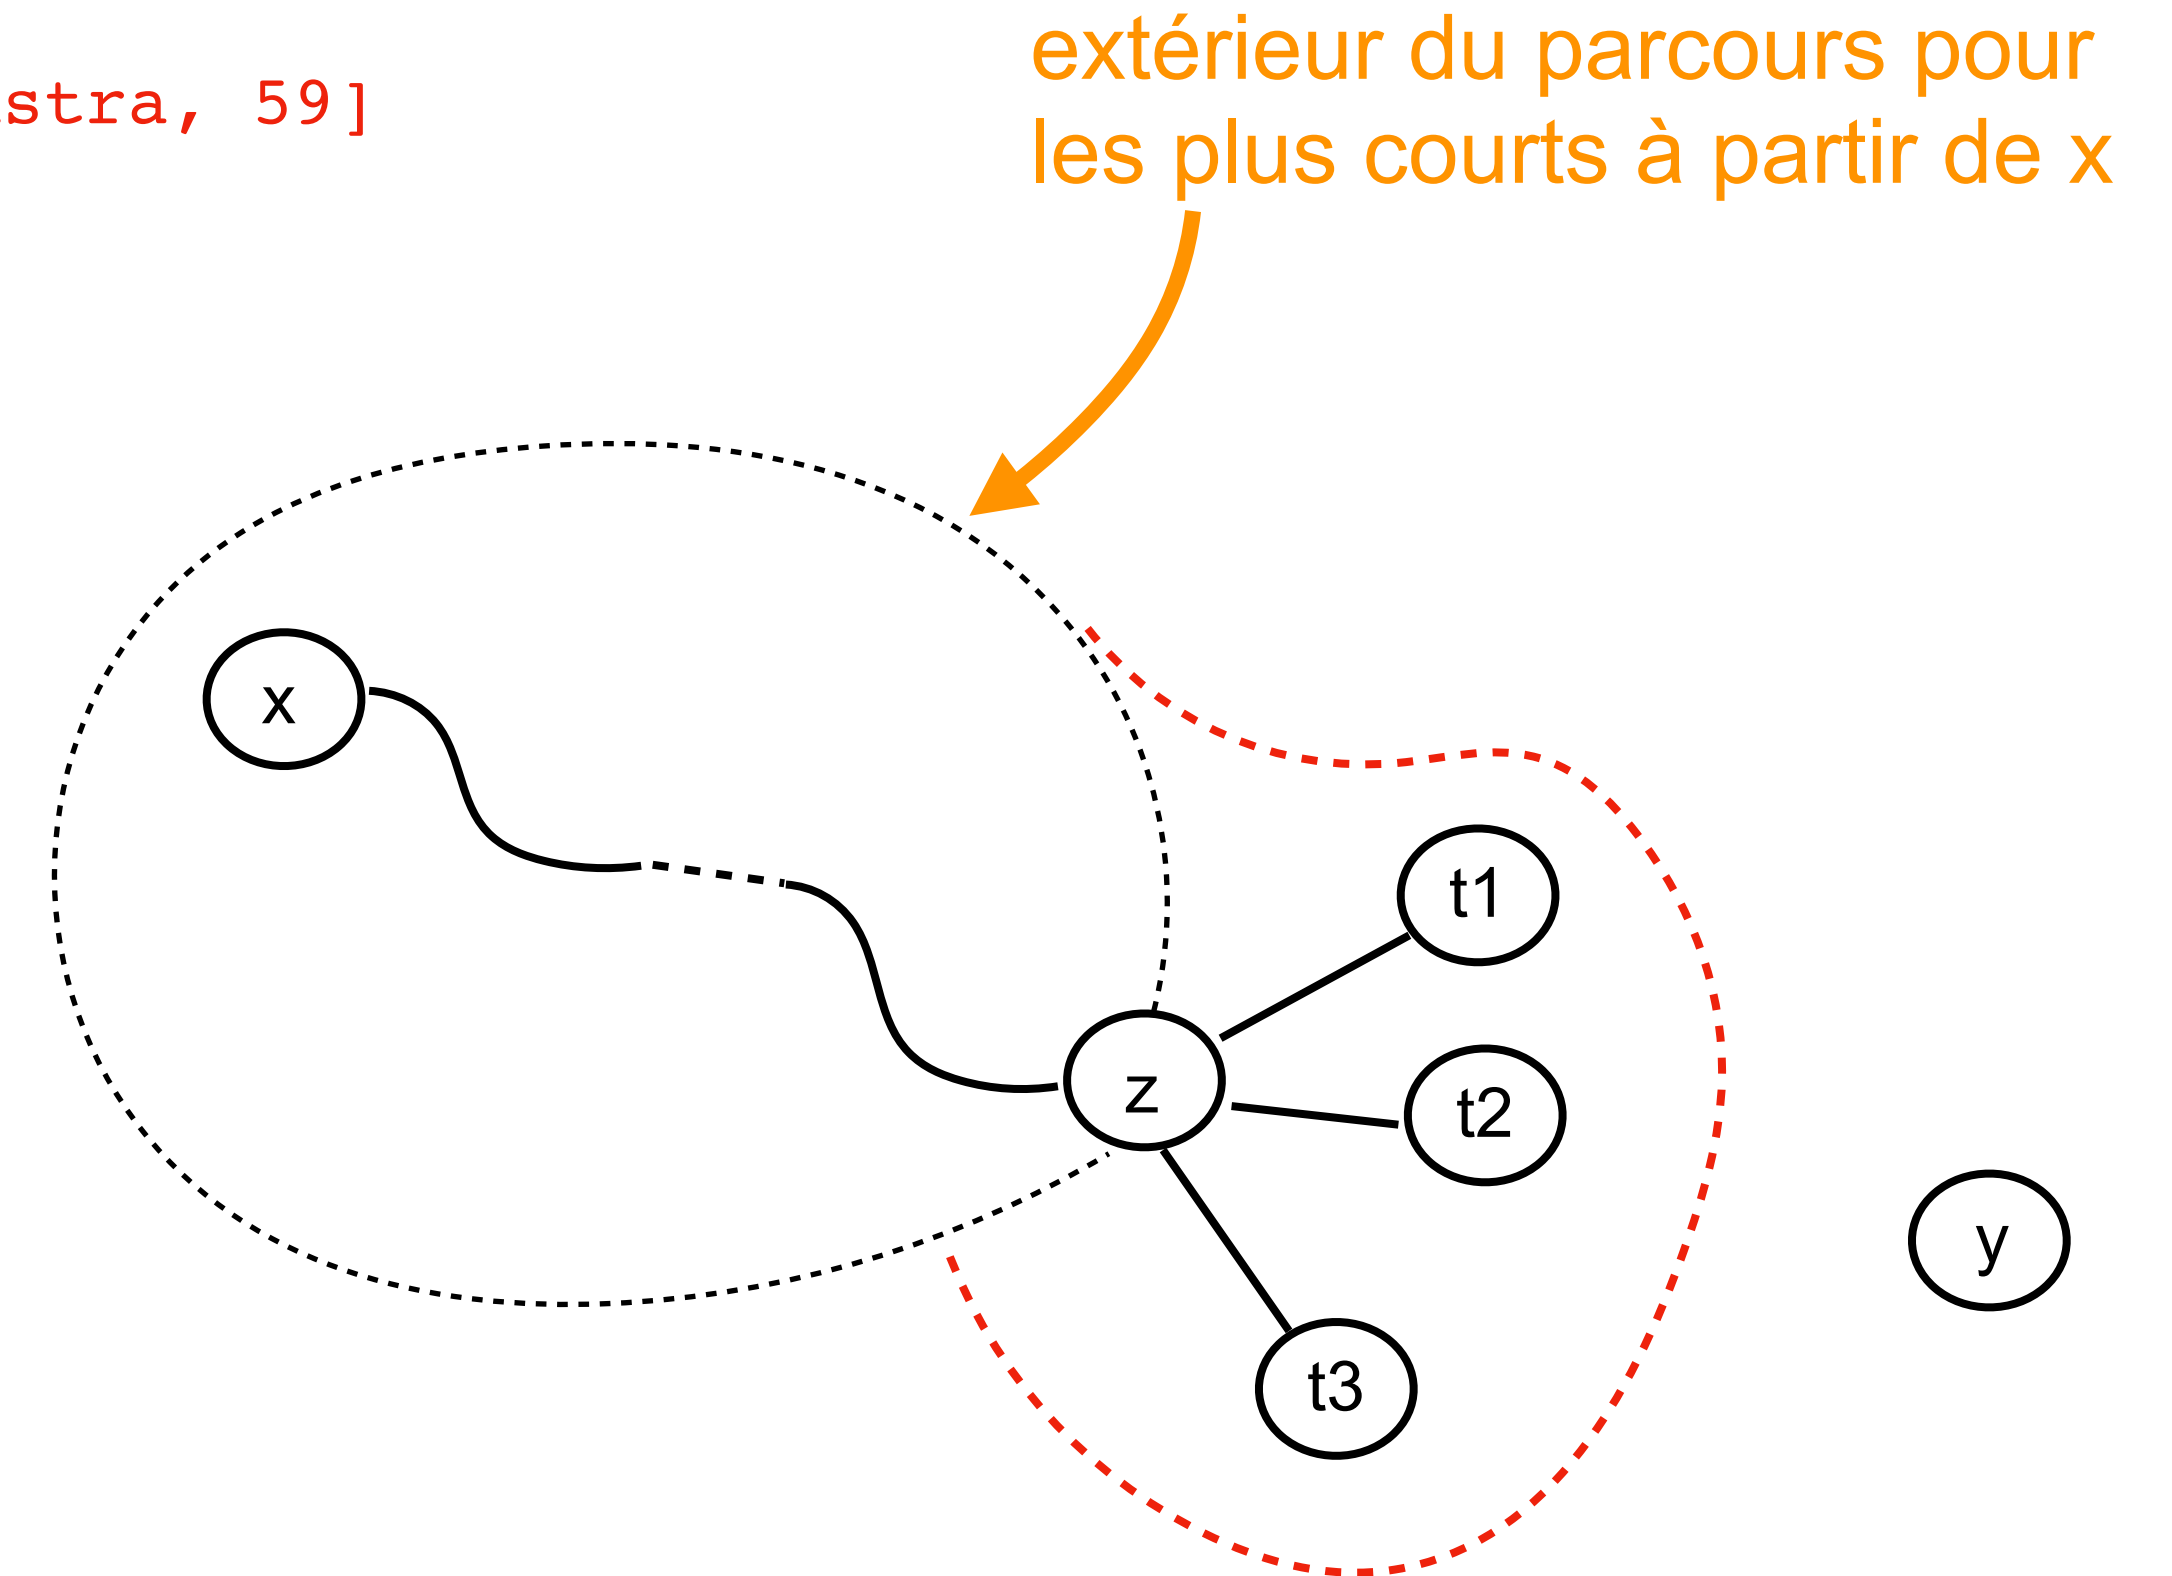 stra, 59]
extérieur du parcours pour
les plus courts à partir de x
x
t1
z
t2
y
t3